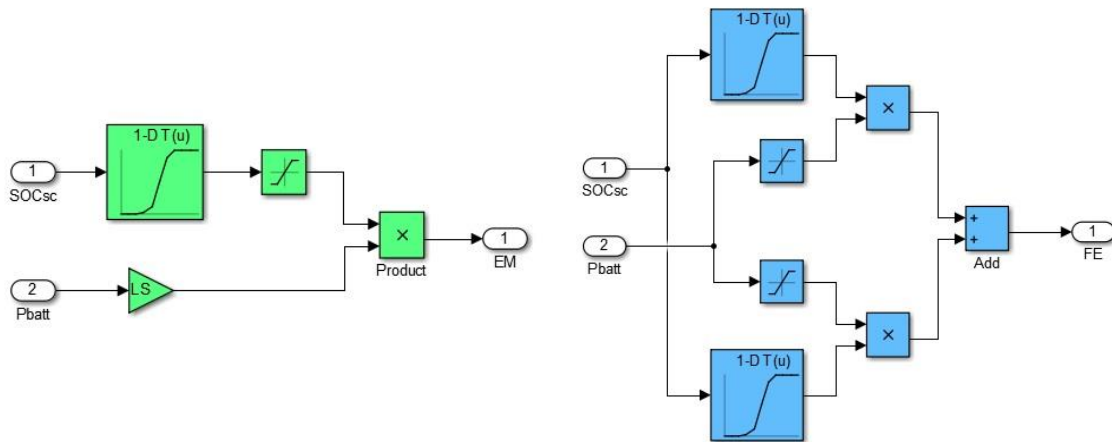 1-D T(u)
1
SOCsc
Product
1
EM
2
Pbatt
LS
1-D T(u)
1
SOCsc
2
Pbatt
+
+
Add
1
FE
1-D T(u)